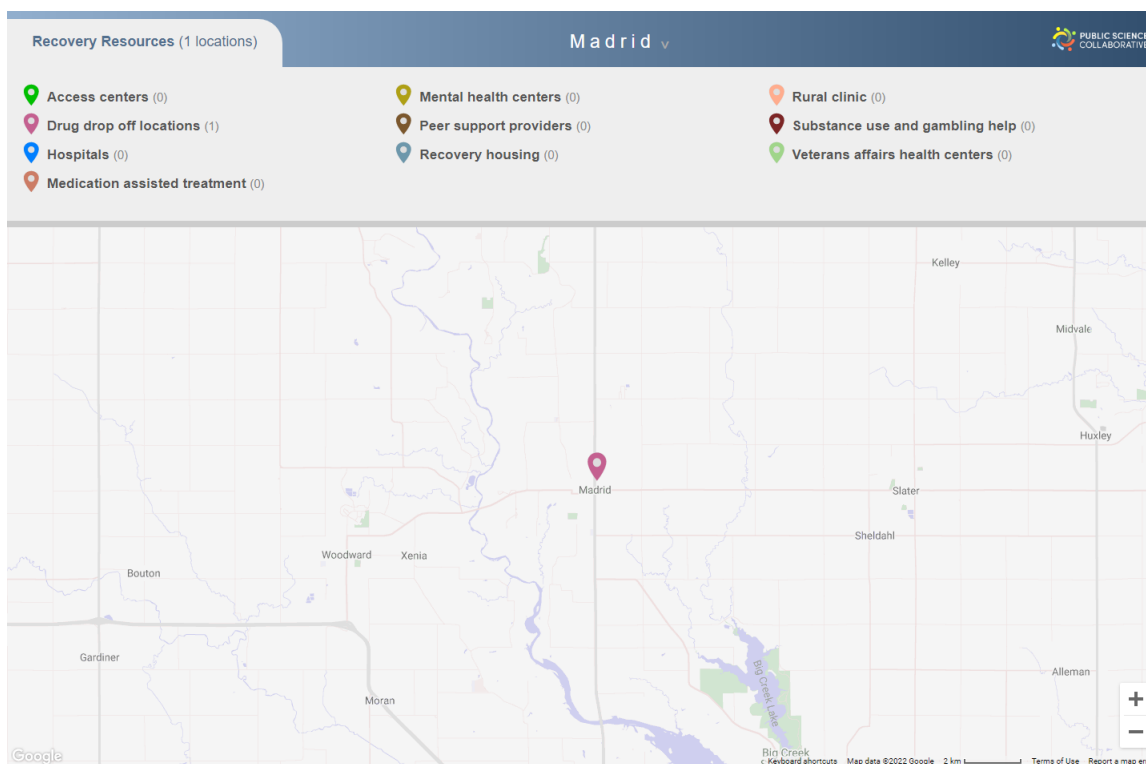 Recovery Resources (1 locations)
Madrid v
PUBLIC SCIENCE
COLLABORATIVE
Access centers (0)
Mental health centers (0)
Rural clinic (0)
Drug drop off locations (1)
Peer support providers (0)
Substance use and gambling help (0)
Hospitals (0)
Recovery housing (0)
Veterans affairs health centers (0)
Medication assisted treatment (0)
Kelley
Midvale
Huxley
Madrid
Slater
Sheldahl
Woodward
Xenia
Bouton
Gardiner
Alleman
Big Creek Lake
Moran
+
−
Big Creek
Google
Keyboard shortcuts
Map data ©2022 Google
2 km
Terms of Use
Report a map er